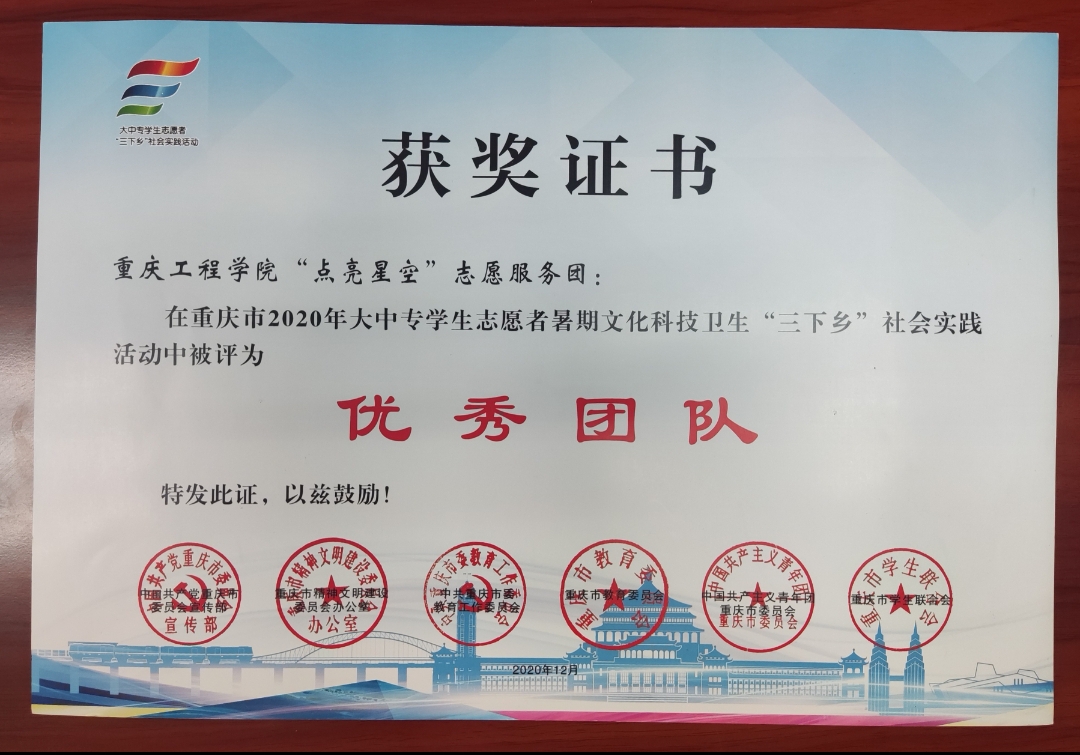 大中专学生志愿者
“三下乡”社会实践活动
获奖证书
重庆工程学院“点亮星空”志愿服务团：
在重庆市2020年大中专学生志愿者暑期文化科技卫生“三下乡”社会实践
活动中被评为
优秀团队
特发此证，以兹鼓励！
中国共产党重庆市
委员会宣传部
重庆市精神文明建设
委员会办公室
中共重庆市委
教育工作委员会
重庆市教育委员会
中国共产主义青年团
重庆市委员会
重庆市学生联合会
2020年12月